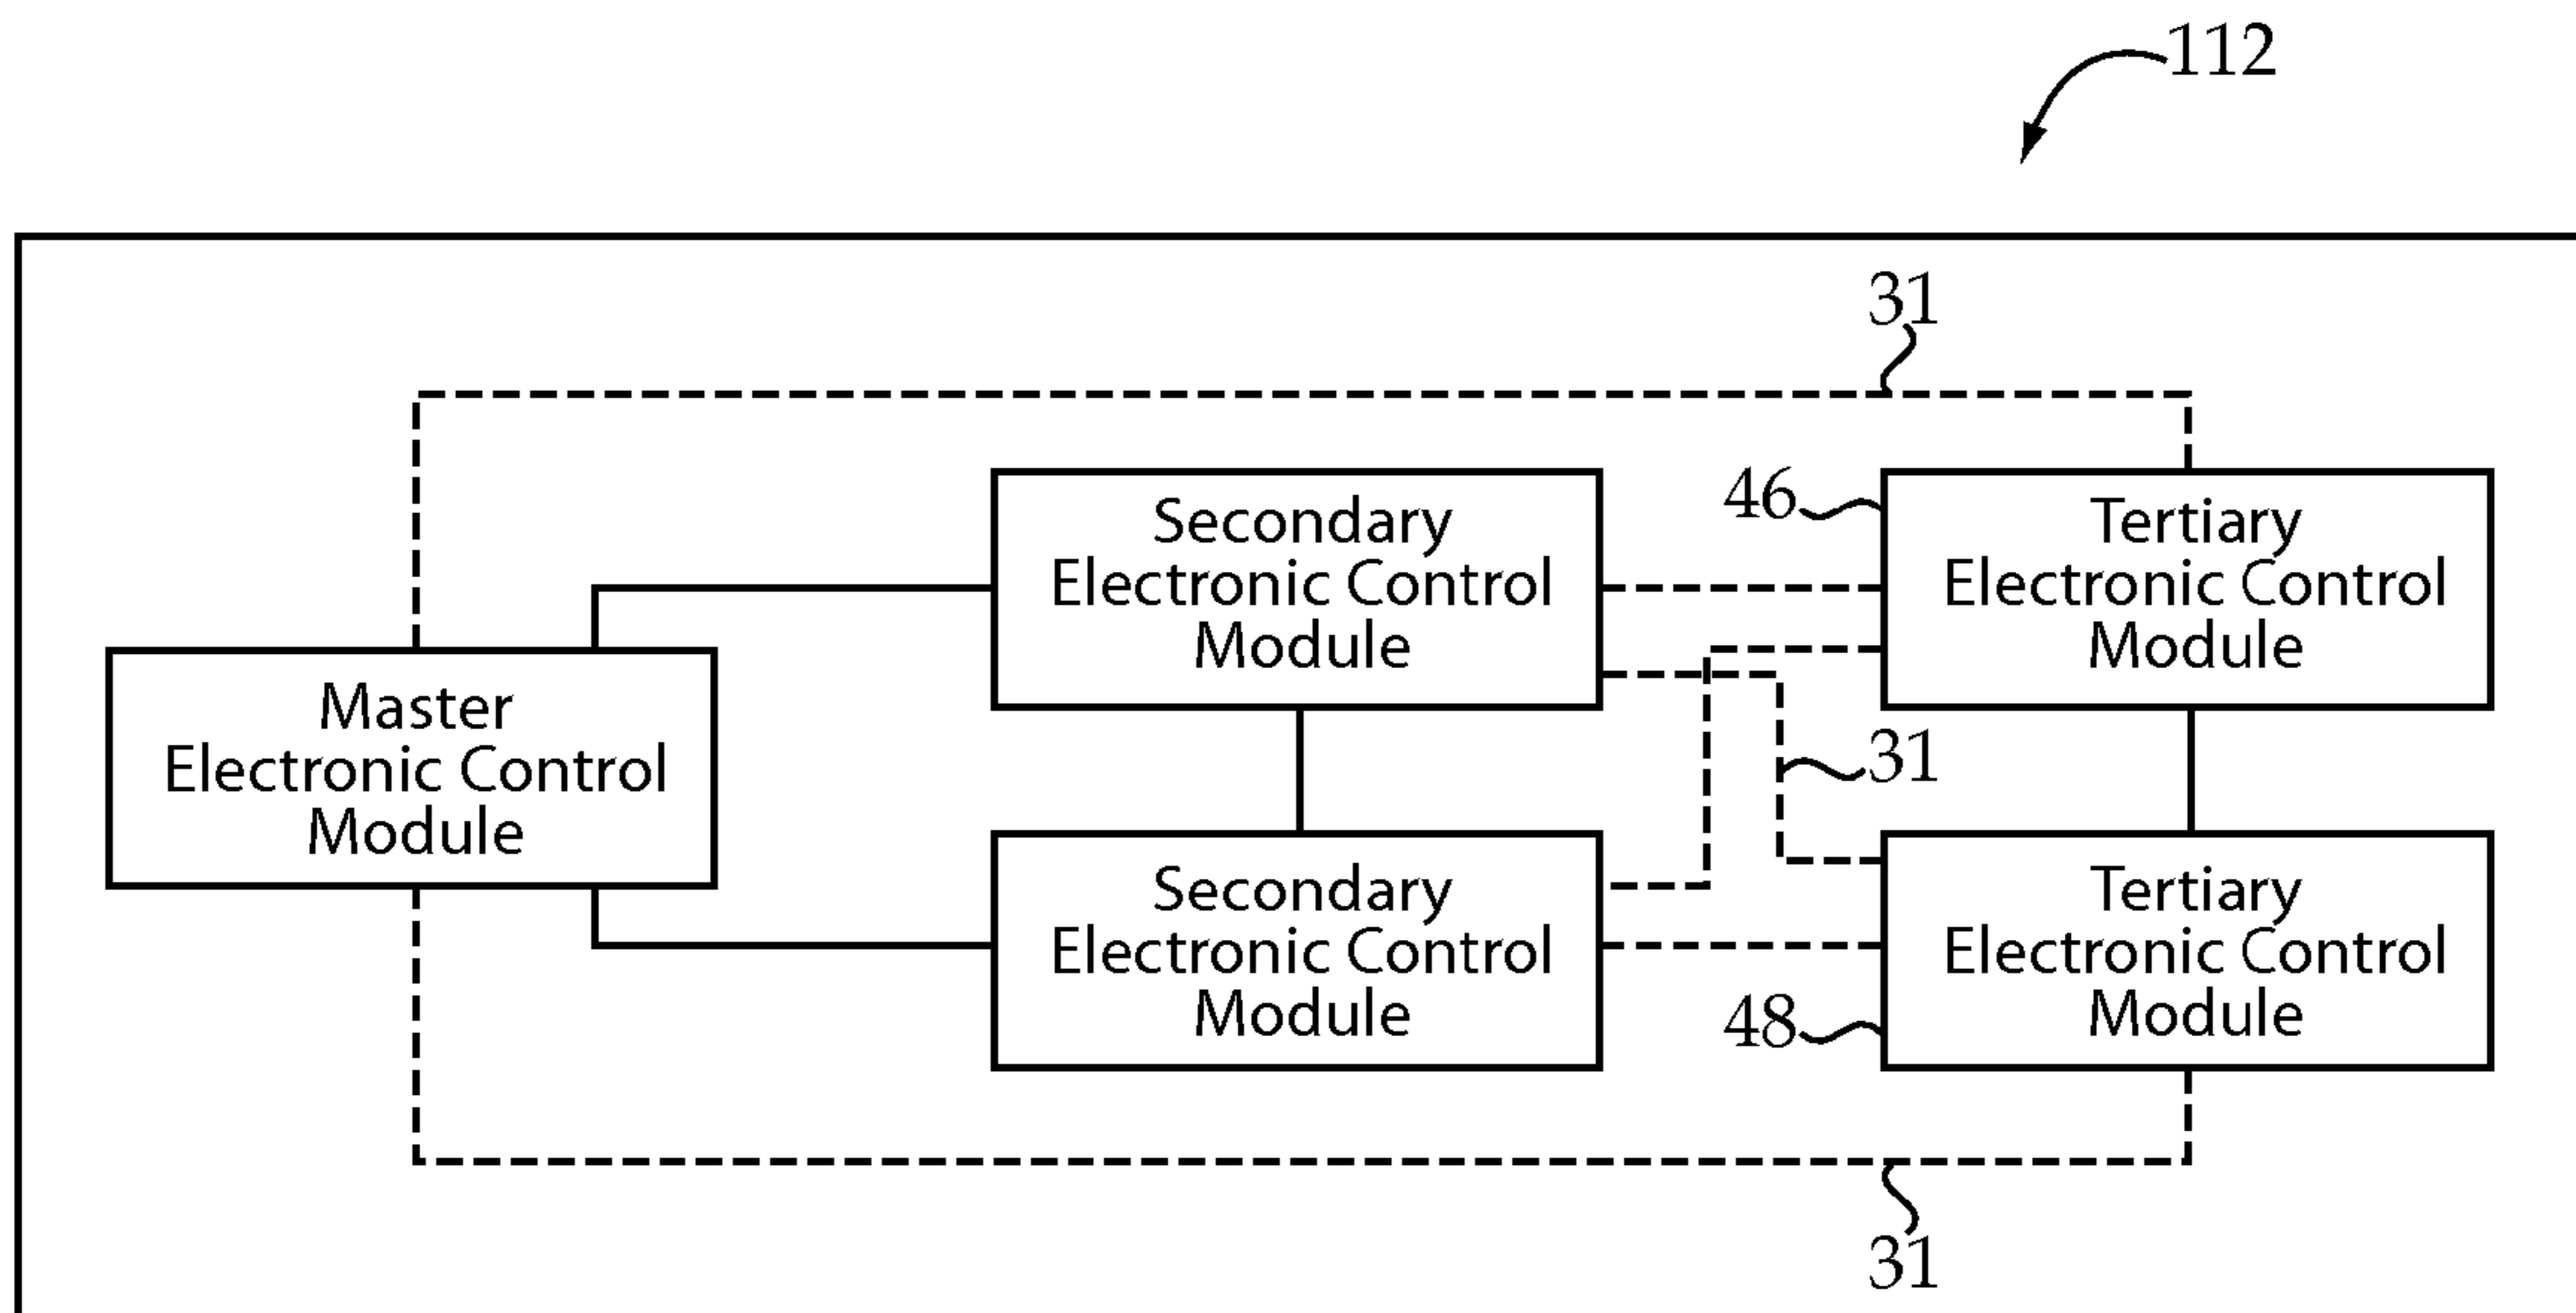 112
31
46
Secondary
Electronic Control
Module
Tertiary
Electronic Control
Module
Master
Electronic Control
Module
31
Secondary
Electronic Control
Module
Tertiary
Electronic Control
Module
48
31